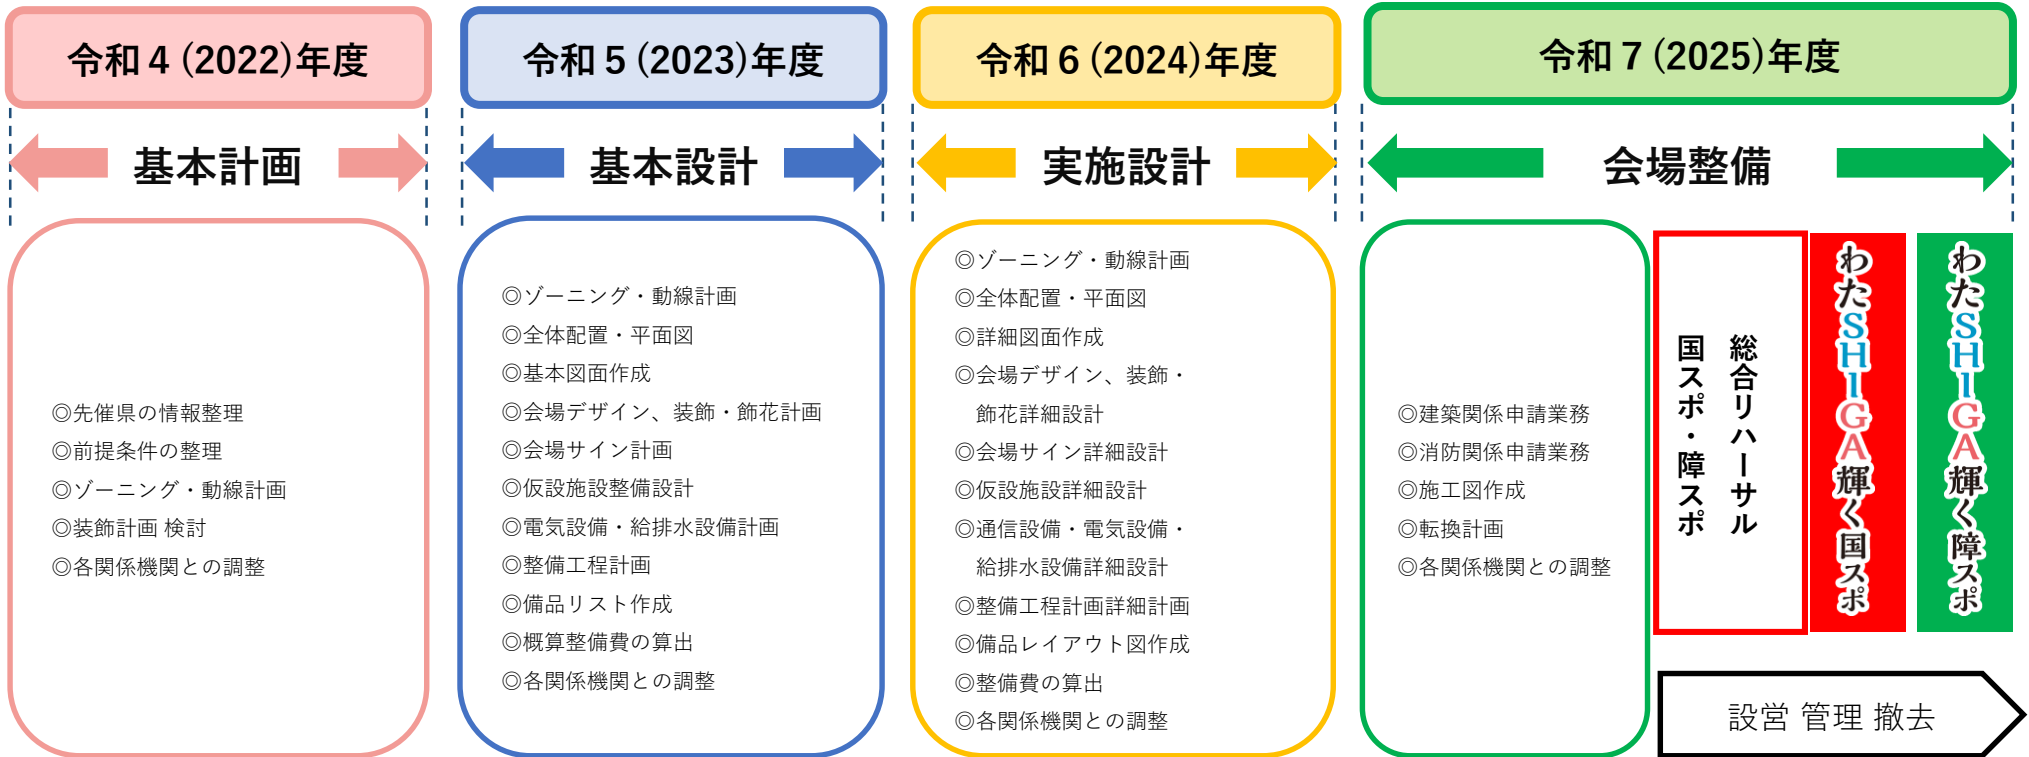 令和４(2022)年度
基本計画
◎先催県の情報整理
◎前提条件の整理
◎ゾーニング・動線計画
◎装飾計画 検討
◎各関係機関との調整
令和５(2023)年度
基本設計
◎ゾーニング・動線計画
◎全体配置・平面図
◎基本図面作成
◎会場デザイン、装飾・飾花計画
◎会場サイン計画
◎仮設施設整備設計
◎電気設備・給排水設備計画
◎整備工程計画
◎備品リスト作成
◎概算整備費の算出
◎各関係機関との調整
令和６(2024)年度
実施設計
◎ゾーニング・動線計画
◎全体配置・平面図
◎詳細図面作成
◎会場デザイン、装飾・
飾花詳細設計
◎会場サイン詳細設計
◎仮設施設詳細設計
◎通信設備・電気設備・
給排水設備詳細設計
◎整備工程計画詳細計画
◎備品レイアウト図作成
◎整備費の算出
◎各関係機関との調整
令和７(2025)年度
会場整備
◎建築関係申請業務
◎消防関係申請業務
◎施工図作成
◎転換計画
◎各関係機関との調整
総合リハーサル
国スポ・障スポ
わたSHIGA輝く国スポ
わたSHIGA輝く障スポ
設営 管理 撤去